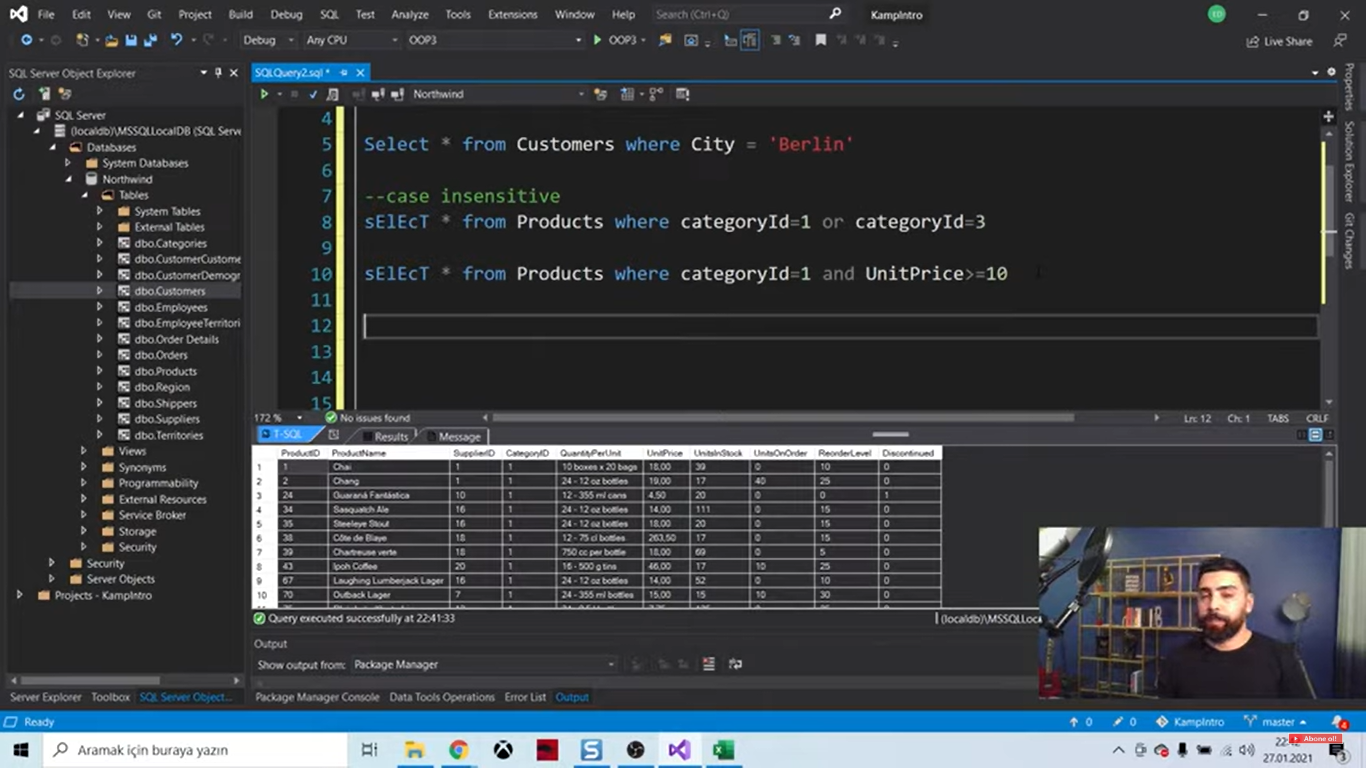 File Edit View Git Project Build Debug SQL Test Analyze Tools Extensions Window Help Search (Ctrl+Q) KampIntro ED
Debug Any CPU OOP3 OOP3 Live Share
SQL Server Object Explorer
SQLQuery2.sql *
Northwind
SQL Server
(localdb)\MSSQLLocalDB (SQL Serve
Databases
System Databases
Northwind
Tables
System Tables
External Tables
dbo.Categories
dbo.CustomerCustome
dbo.CustomerDemogr
dbo.Customers
dbo.Employees
dbo.EmployeeTerritori
dbo.Order Details
dbo.Orders
dbo.Products
dbo.Region
dbo.Shippers
dbo.Suppliers
dbo.Territories
Views
Synonyms
Programmability
External Resources
Service Broker
Storage
Security
Security
Server Objects
Projects - KampIntro
4
5 Select * from Customers where City = 'Berlin'
6
7 --case insensitive
8 sElEcT * from Products where categoryId=1 or categoryId=3
9
10 sElEcT * from Products where categoryId=1 and UnitPrice>=10
11
12
13
14
15
172 % No issues found Ln: 12 Ch: 1 TABS CRLF
T-SQL Results Message
ProductID ProductName SupplierID CategoryID QuantityPerUnit UnitPrice UnitsInStock UnitsOnOrder ReorderLevel Discontinued
1 1 Chai 1 1 10 boxes x 20 bags 18,00 39 0 10 0
2 2 Chang 1 1 24 - 12 oz bottles 19,00 17 40 25 0
3 24 Guaraná Fantástica 10 1 12 - 355 ml cans 4,50 20 0 0 1
4 34 Sasquatch Ale 16 1 24 - 12 oz bottles 14,00 111 0 15 0
5 35 Steeleye Stout 16 1 24 - 12 oz bottles 18,00 20 0 15 0
6 38 Côte de Blaye 18 1 12 - 75 cl bottles 263,50 17 0 15 0
7 39 Chartreuse verte 18 1 750 cc per bottle 18,00 69 0 5 0
8 43 Ipoh Coffee 20 1 16 - 500 g tins 46,00 17 10 25 0
9 67 Laughing Lumberjack Lager 16 1 24 - 12 oz bottles 14,00 52 0 10 0
10 70 Outback Lager 7 1 24 - 355 ml bottles 15,00 15 10 30 0
Query executed successfully at 22:41:33 (localdb)\MSSQLLoc
Output
Show output from: Package Manager
Server Explorer Toolbox SQL Server Object... Package Manager Console Data Tools Operations Error List Output
Properties
Solution Explorer
Git Changes
Ready 0 0 KampIntro master 4
Aramak için buraya yazın
Abone ol!
27.01.2021 3